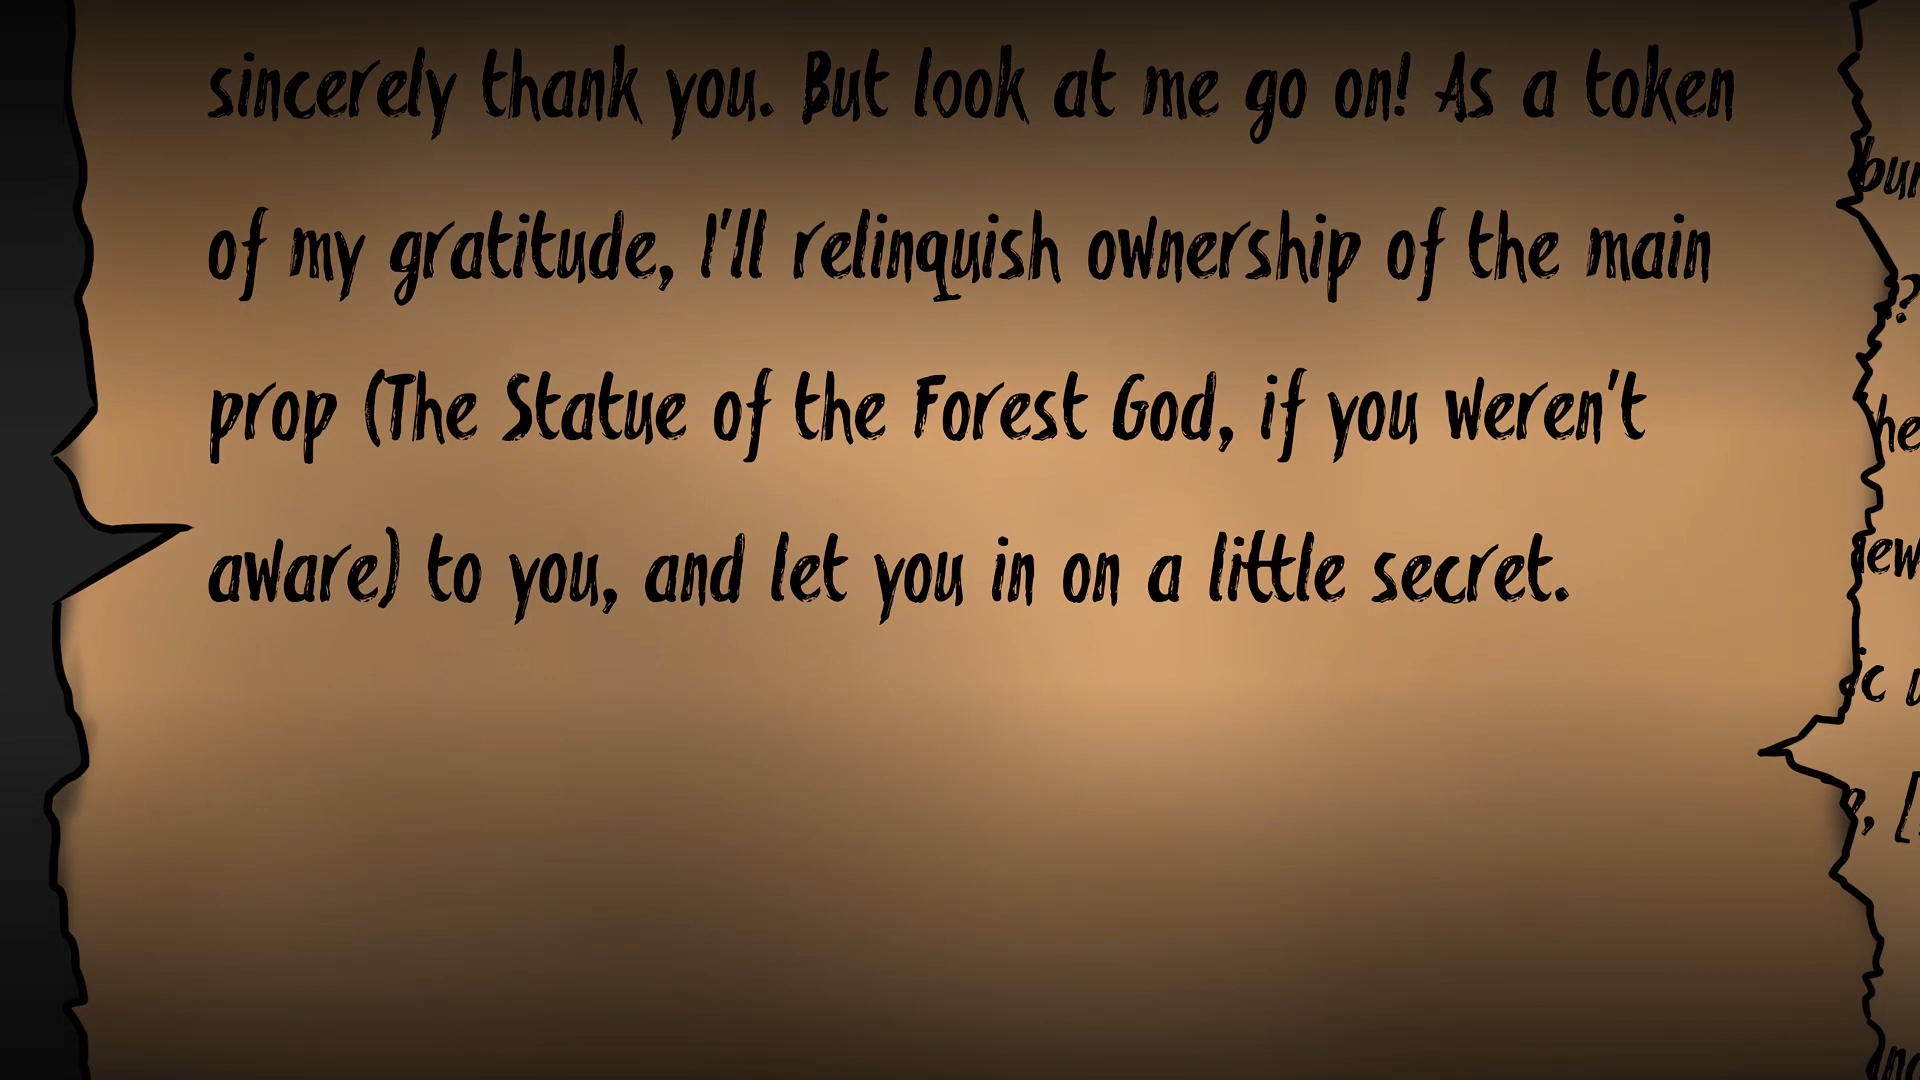 sincerely thank you. But look at me go on! As a token
of my gratitude, I'll relinquish ownership of the main
prop (The Statue of the Forest God, if you weren't
aware) to you, and let you in on a little secret.